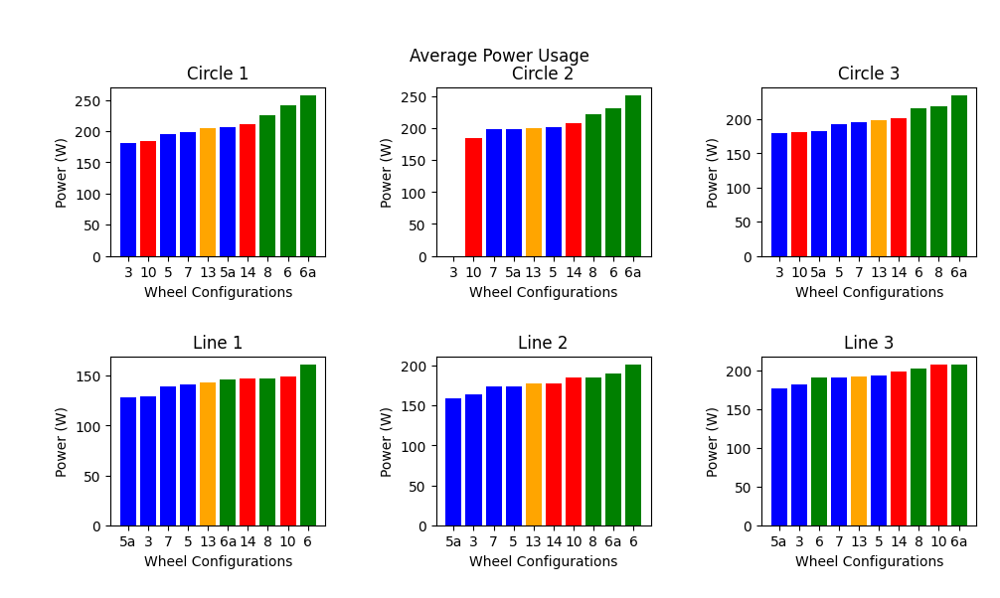 Average Power Usage
Circle 1
Power (W)
250
200
150
100
50
0
3 10 5 7 13 5a 14 8 6 6a
Wheel Configurations
Circle 2
Power (W)
250
200
150
100
50
0
3 10 7 5a 13 5 14 8 6 6a
Wheel Configurations
Circle 3
Power (W)
200
150
100
50
0
3 10 5a 5 7 13 14 6 8 6a
Wheel Configurations
Line 1
Power (W)
150
100
50
0
5a 3 7 5 13 6a 14 8 10 6
Wheel Configurations
Line 2
Power (W)
200
150
100
50
0
5a 3 7 5 13 14 10 8 6a 6
Wheel Configurations
Line 3
Power (W)
200
150
100
50
0
5a 3 6 7 13 5 14 8 10 6a
Wheel Configurations